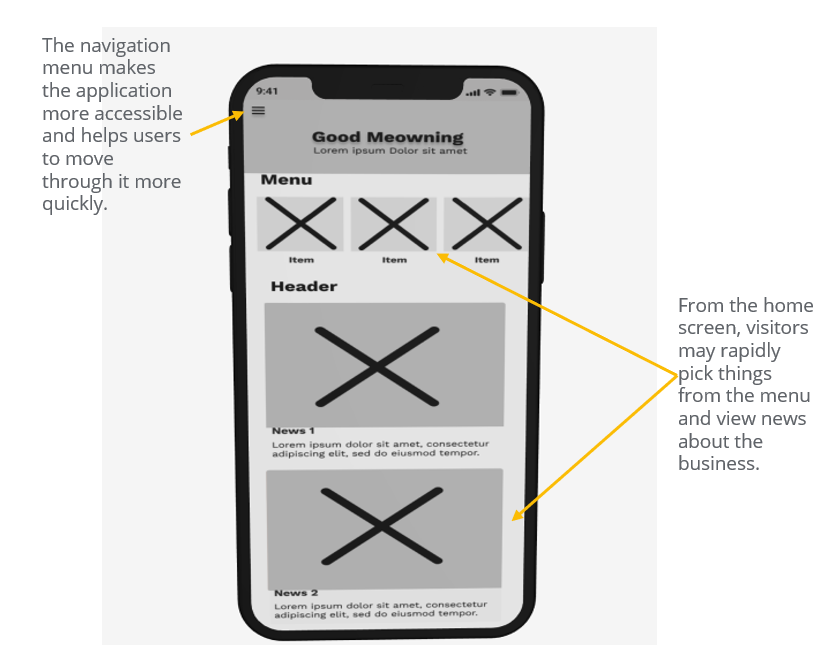 The navigation
menu makes
the application
more accessible
and helps users
to move
through it more
quickly.
9:41
Good Meowning
Lorem ipsum Dolor sit amet
Menu
Item
Item
Item
Header
News 1
Lorem ipsum dolor sit amet, consectetur
adipiscing elit, sed do eiusmod tempor.
News 2
Lorem ipsum dolor sit amet, consectetur
adipiscing elit, sed do eiusmod tempor.
From the home
screen, visitors
may rapidly
pick things
from the menu
and view news
about the
business.